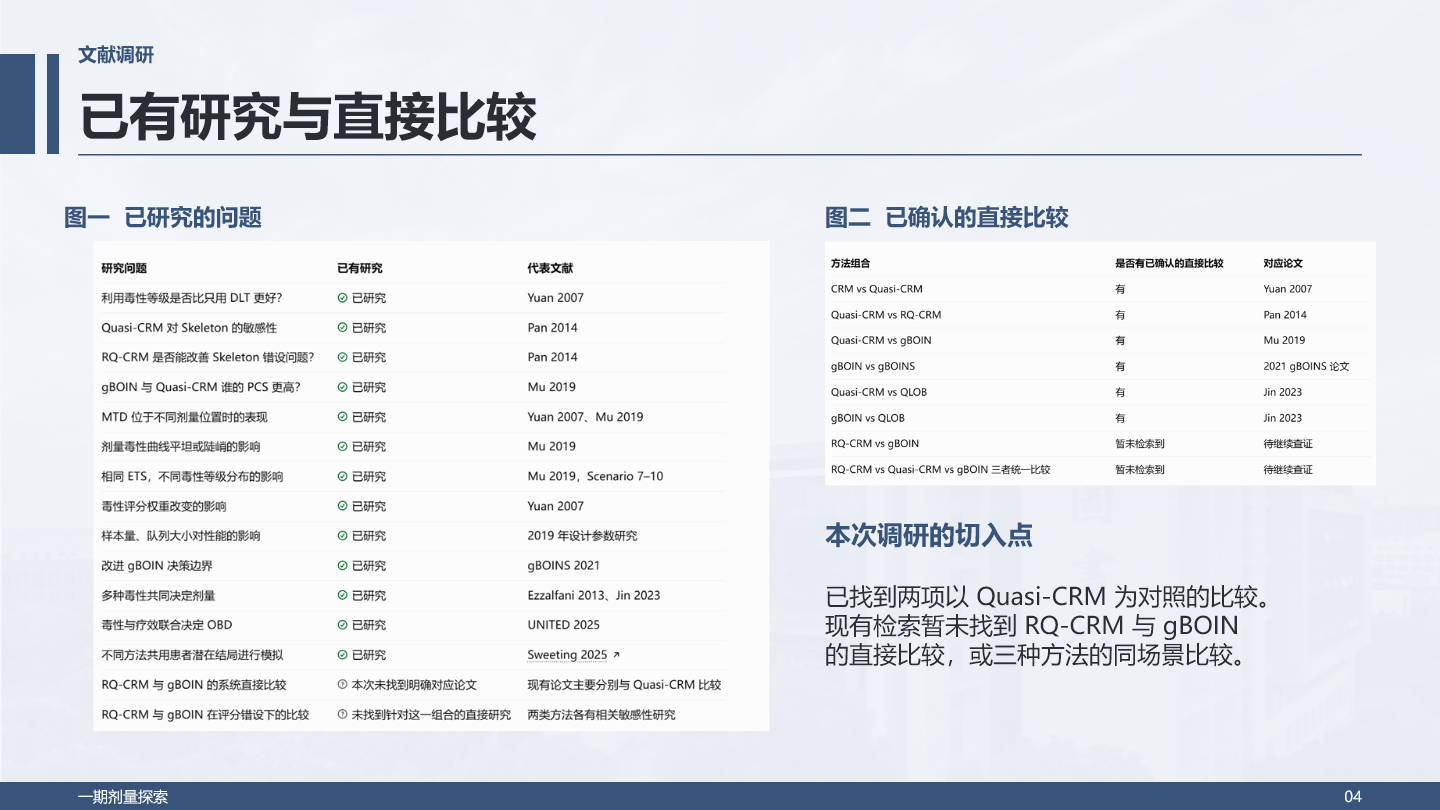 文献调研
已有研究与直接比较
图一 已研究的问题
研究问题 已有研究 代表文献
利用毒性等级是否比只用 DLT 更好? 已研究 Yuan 2007
Quasi-CRM 对 Skeleton 的敏感性 已研究 Pan 2014
RQ-CRM 是否能改善 Skeleton 错设问题? 已研究 Pan 2014
gBOIN 与 Quasi-CRM 谁的 PCS 更高? 已研究 Mu 2019
MTD 位于不同剂量位置时的表现 已研究 Yuan 2007、Mu 2019
剂量毒性曲线平坦或陡峭的影响 已研究 Mu 2019
相同 ETS，不同毒性等级分布的影响 已研究 Mu 2019，Scenario 7–10
毒性评分权重改变的影响 已研究 Yuan 2007
样本量、队列大小对性能的影响 已研究 2019 年设计参数研究
改进 gBOIN 决策边界 已研究 gBOINS 2021
多种毒性共同决定剂量 已研究 Ezzalfani 2013、Jin 2023
毒性与疗效联合决定 OBD 已研究 UNITED 2025
不同方法共用患者潜在结局进行模拟 已研究 Sweeting 2025 ↗
RQ-CRM 与 gBOIN 的系统直接比较 本次未找到明确对应论文 现有论文主要分别与 Quasi-CRM 比较
RQ-CRM 与 gBOIN 在评分错设下的比较 未找到针对这一组合的直接研究 两类方法各有相关敏感性研究
图二 已确认的直接比较
方法组合 是否有已确认的直接比较 对应论文
CRM vs Quasi-CRM 有 Yuan 2007
Quasi-CRM vs RQ-CRM 有 Pan 2014
Quasi-CRM vs gBOIN 有 Mu 2019
gBOIN vs gBOINS 有 2021 gBOINS 论文
Quasi-CRM vs QLOB 有 Jin 2023
gBOIN vs QLOB 有 Jin 2023
RQ-CRM vs gBOIN 暂未检索到 待继续查证
RQ-CRM vs Quasi-CRM vs gBOIN 三者统一比较 暂未检索到 待继续查证
本次调研的切入点
已找到两项以 Quasi-CRM 为对照的比较。
现有检索暂未找到 RQ-CRM 与 gBOIN
的直接比较，或三种方法的同场景比较。
一期剂量探索
04